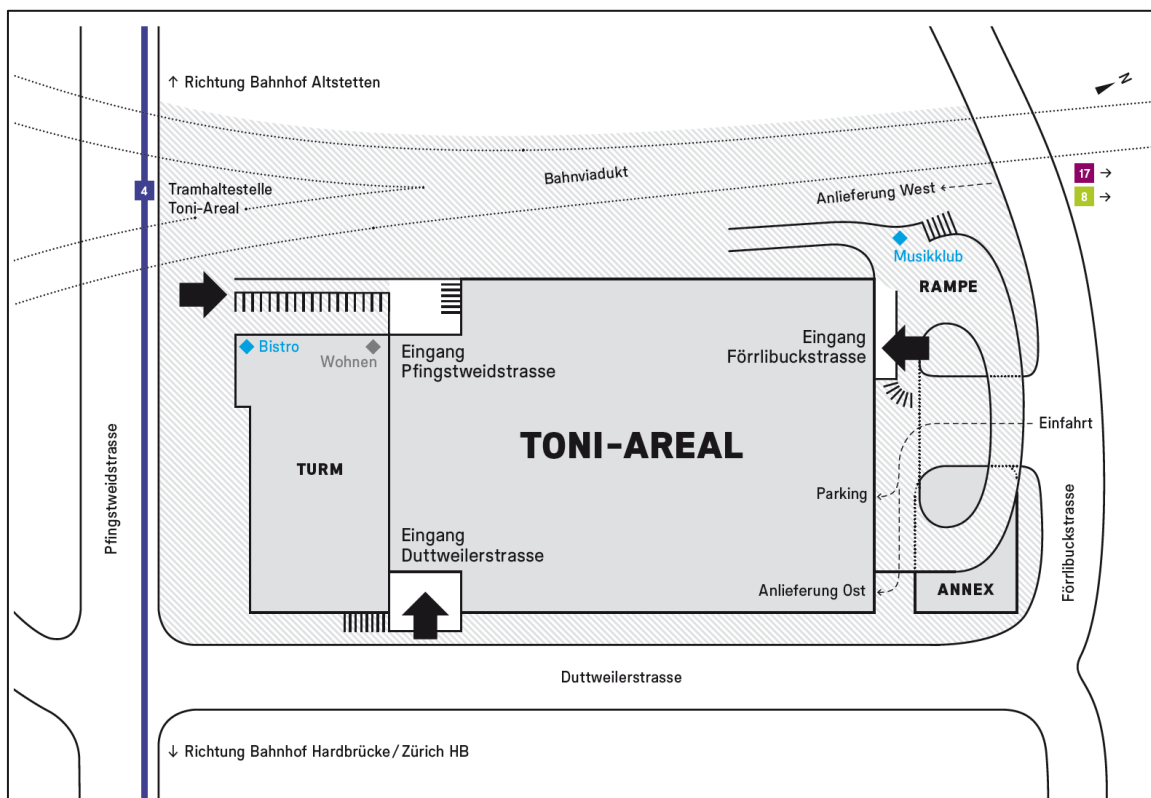 ↑ Richtung Bahnhof Altstetten
N
Bahnviadukt
17 →
4
Tramhaltestelle
Toni-Areal
Anlieferung West
8 →
Musikklub
RAMPE
Bistro
Wohnen
Eingang
Pfingstweidstrasse
Eingang
Förrlibuckstrasse
Einfahrt
TONI-AREAL
TURM
Parking
Pfingstweidstrasse
Förrlibuckstrasse
Eingang
Duttweilerstrasse
Anlieferung Ost
ANNEX
Duttweilerstrasse
↓ Richtung Bahnhof Hardbrücke/Zürich HB